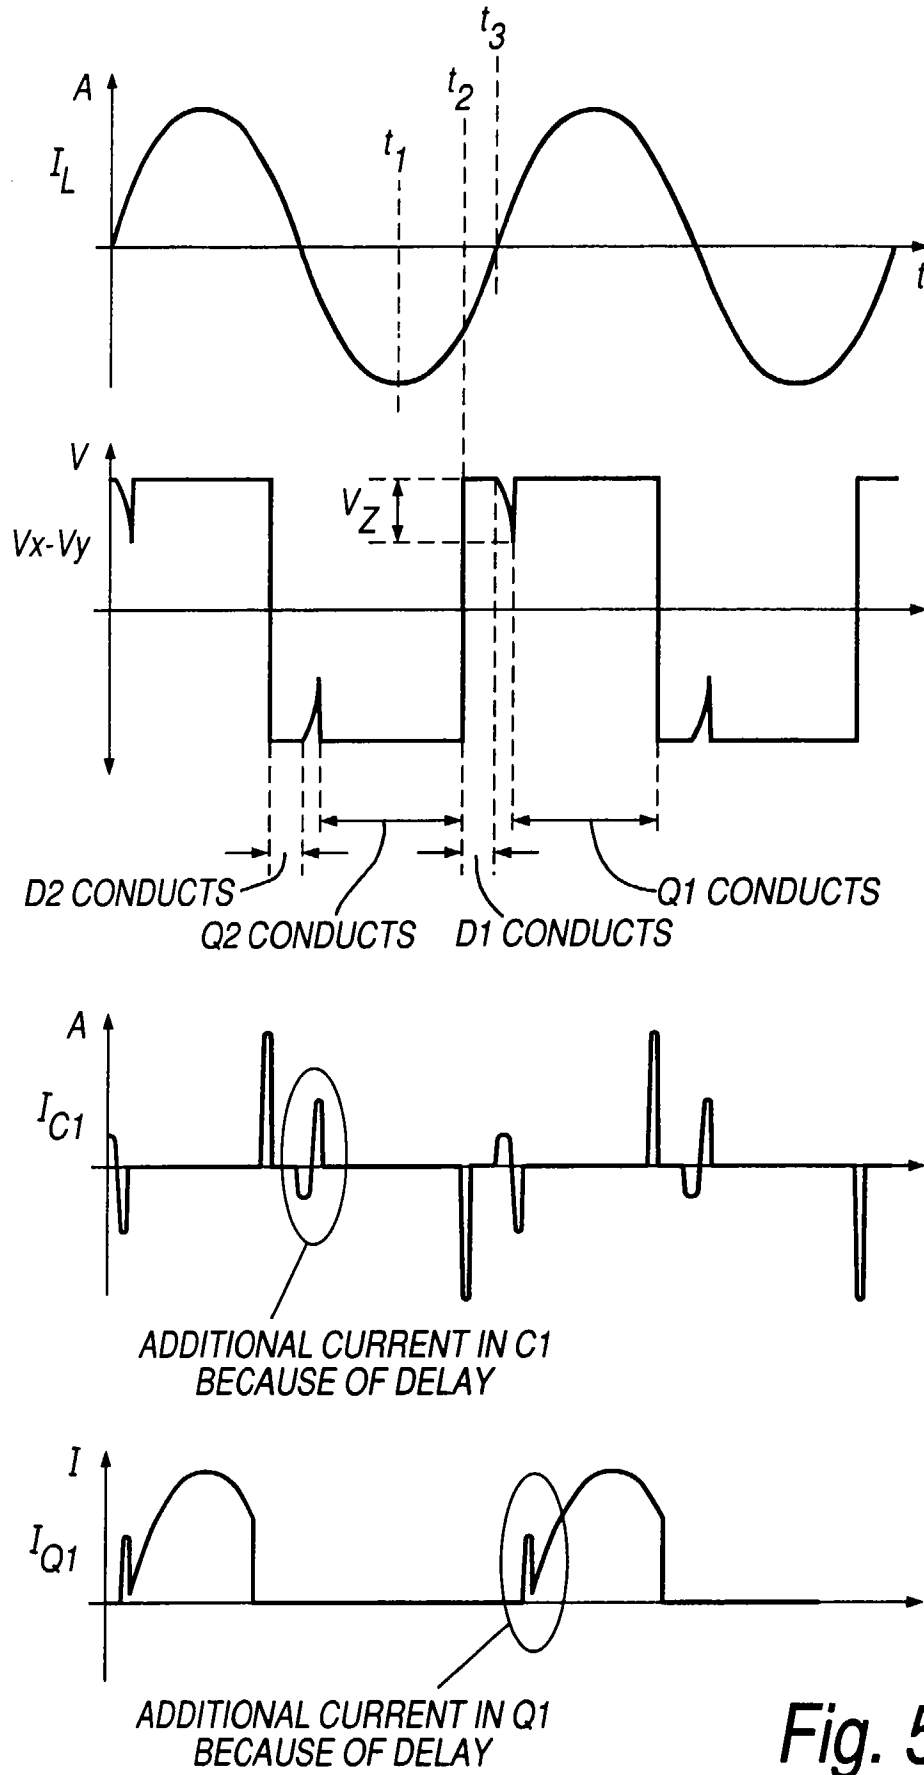 t3
t2
A
t1
IL
t
V
VZ
Vx-Vy
D2 CONDUCTS
Q1 CONDUCTS
Q2 CONDUCTS
D1 CONDUCTS
A
IC1
ADDITIONAL CURRENT IN C1
BECAUSE OF DELAY
I
IQ1
ADDITIONAL CURRENT IN Q1
BECAUSE OF DELAY
Fig. 5